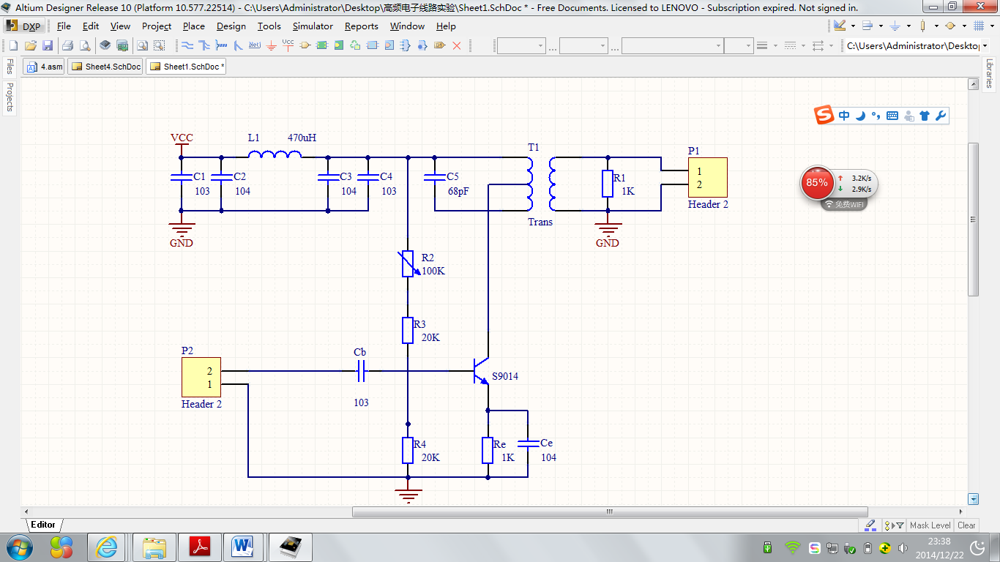 Altium Designer Release 10 (Platform 10.577.22514) - C:\Users\Administrator\Desktop\高频电子线路实验\Sheet1.SchDoc * - Free Documents. Licensed to LENOVO - Subscription expired. Not signed in.
DXP File Edit View Project Place Design Tools Simulator Reports Window Help
Net) Vcc ... ... C:\Users\Administrator\Desktop
Files
Projects
4.asm Sheet4.SchDoc Sheet1.SchDoc *
Libraries
S 中
VCC L1 470uH
T1
P1
C1 C2 C3 C4 C5 R1 1
103 104 104 103 68pF 1K 2
Header 2
Trans
GND GND
85% 3.2K/s
2.9K/s
免费WIFI
R2
100K
R3
20K
P2 Cb
2
1
S9014
Header 2 103
R4 Re Ce
20K 1K 104
Editor Mask Level Clear
23:38
2014/12/22